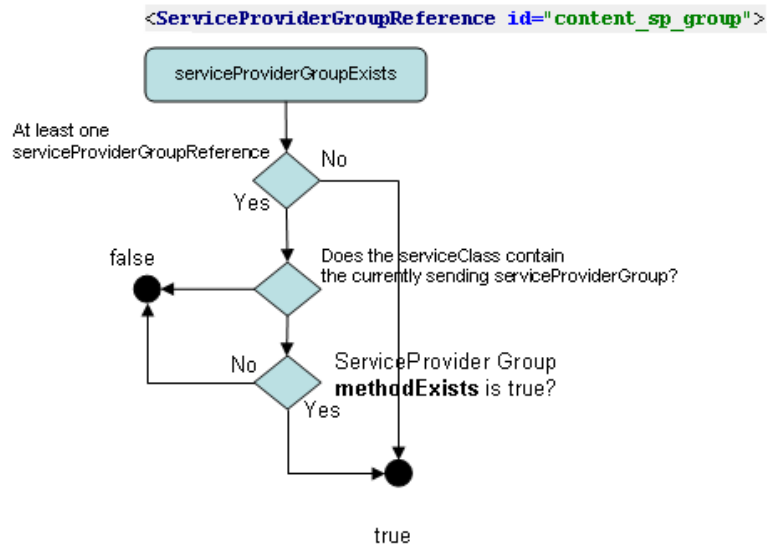 <ServiceProviderGroupReference id="content_sp_group">
serviceProviderGroupExists
At least one
serviceProviderGroupReference
No
Yes
false
Does the serviceClass contain
the currently sending serviceProviderGroup?
No
ServiceProvider Group
methodExists is true?
Yes
true